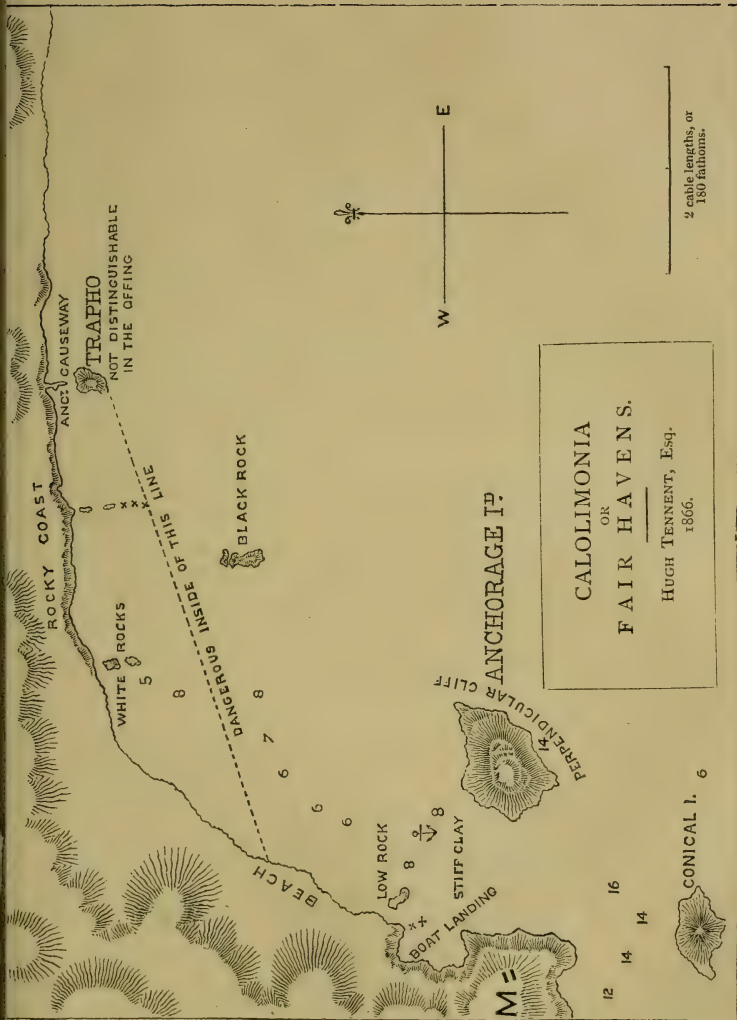 ROCKY COAST
ANCT CAUSEWAY
TRAPHO
NOT DISTINGUISHABLE
IN THE OFFING
WHITE ROCKS
5
8
DANGEROUS INSIDE OF THIS LINE
BLACK ROCK
8
7
6
6
6
BEACH
W E
LOW ROCK
8
8
STIFF CLAY
BOAT LANDING
ANCHORAGE ID.
PERPENDICULAR CLIFF
14
M=
12
14
14
16
CONICAL I.
6
CALOLIMONIA
OR
FAIR HAVENS.
HUGH TENNENT, Esq.
1866.
2 cable lengths, or
180 fathoms.